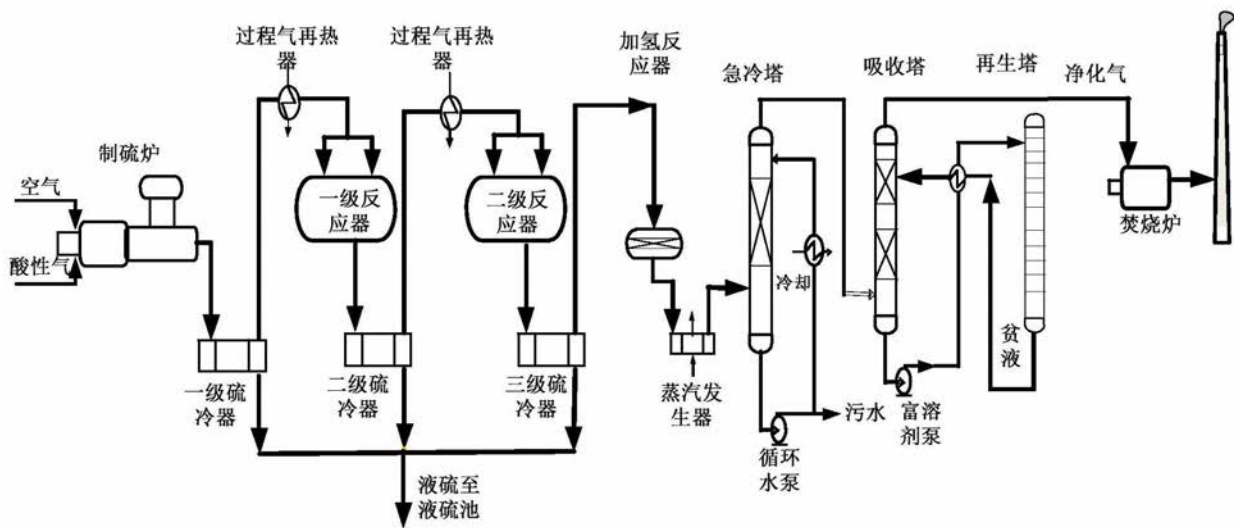 过程气再热
器
过程气再热
器
加氢反
应器
急冷塔
吸收塔
再生塔
净化气
制硫炉
空气
酸性气
一级反
应器
二级反
应器
冷却
焚烧炉
一级硫
冷器
二级硫
冷器
三级硫
冷器
蒸汽发
生器
贫
液
污水
富溶
剂泵
循环
水泵
液硫至
液硫池